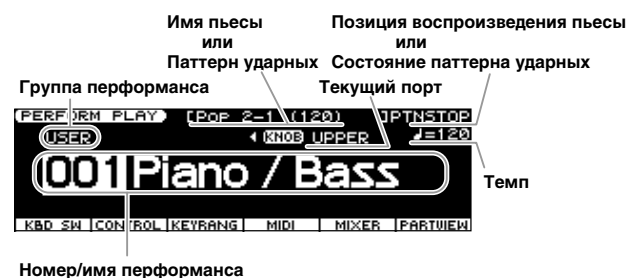 Имя пьесы
или
Паттерн ударных
Позиция воспроизведения пьесы
или
Состояние паттерна ударных
Группа перформанса
Текущий порт
PERFORM PLAY [Pop 2-1 (120) ]PTNSTOP
USER KNOB UPPER ♩=120
001 Piano / Bass
Темп
KBD SW CONTROL KEYRANG MIDI MIXER PARTVIEW
Номер/имя перформанса